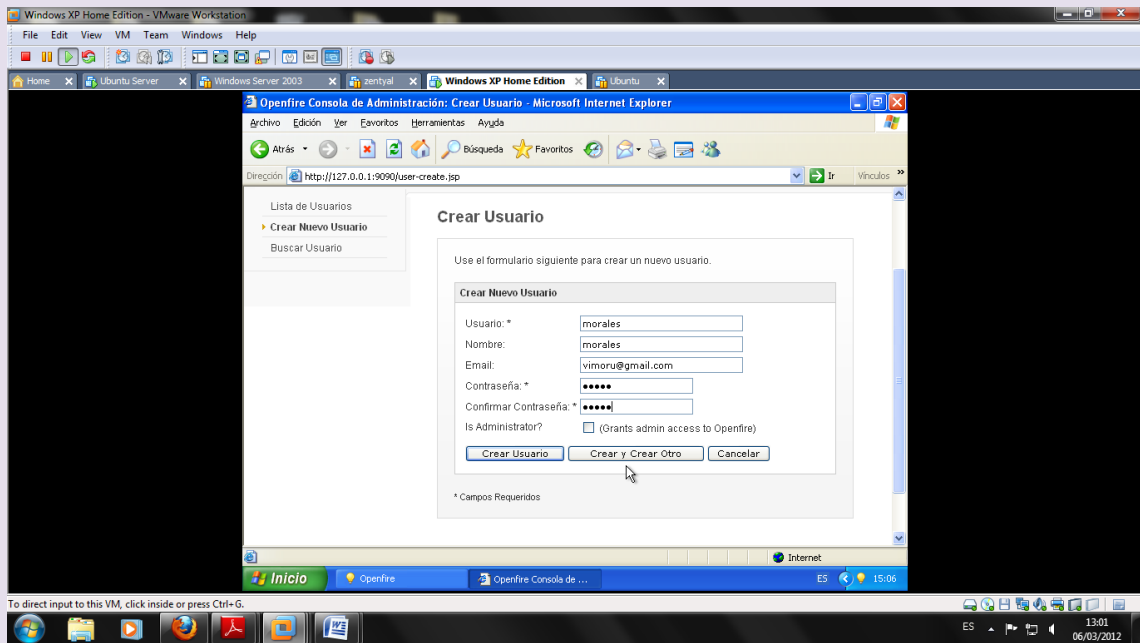 Windows XP Home Edition - VMware Workstation
File Edit View VM Team Windows Help
Home Ubuntu Server Windows Server 2003 zentyal Windows XP Home Edition Ubuntu
Openfire Consola de Administración: Crear Usuario - Microsoft Internet Explorer
Archivo Edición Ver Favoritos Herramientas Ayuda
Atrás Búsqueda Favoritos
Dirección http://127.0.0.1:9090/user-create.jsp Ir Vínculos »
Lista de Usuarios
Crear Nuevo Usuario
Buscar Usuario
Crear Usuario
Use el formulario siguiente para crear un nuevo usuario.
Crear Nuevo Usuario
Usuario: * morales
Nombre: morales
Email: vimoru@gmail.com
Contraseña: * •••••
Confirmar Contraseña: * •••••
Is Administrator? (Grants admin access to Openfire)
Crear Usuario Crear y Crear Otro Cancelar
* Campos Requeridos
Internet
Inicio Openfire Openfire Consola de ... ES 15:06
To direct input to this VM, click inside or press Ctrl+G.
ES 13:01
06/03/2012